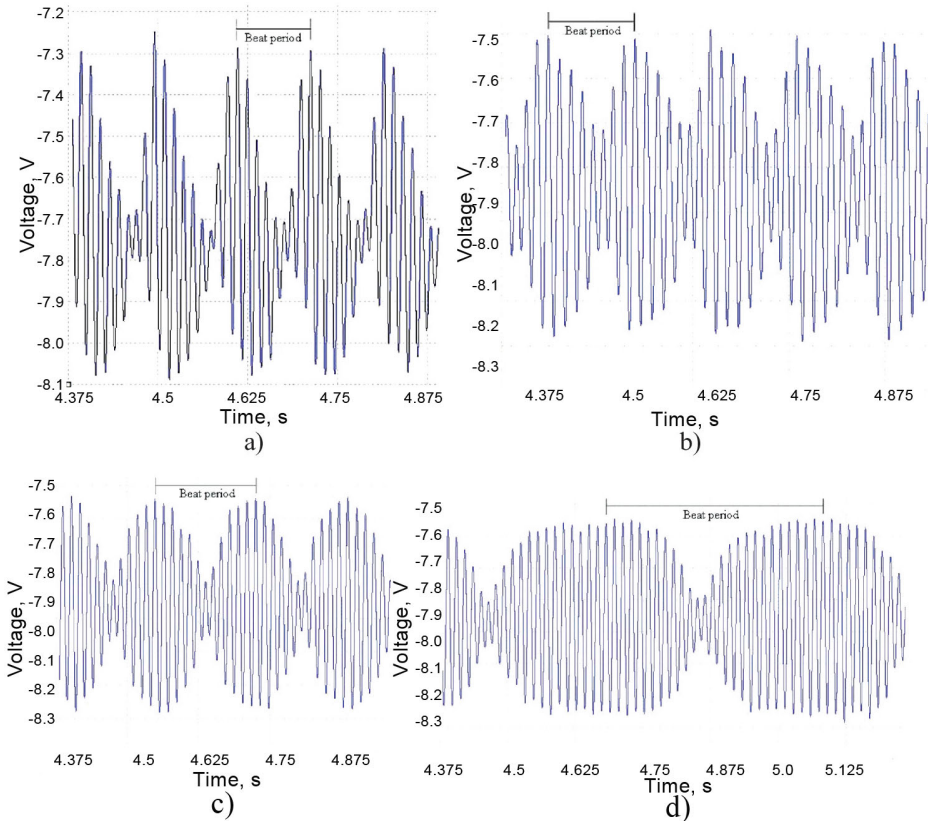 -7.2
-7.3
-7.4
-7.5
-7.6
-7.7
-7.8
-7.9
-8.0
-8.1
Voltage, V
Beat period
4.375 4.5 4.625 4.75 4.875
Time, s
a)
-7.5
-7.6
-7.7
-7.8
-7.9
-8.0
-8.1
-8.2
-8.3
Voltage, V
Beat period
4.375 4.5 4.625 4.75 4.875
Time, s
b)
-7.5
-7.6
-7.7
-7.8
-7.9
-8.0
-8.1
-8.2
-8.3
Voltage, V
Beat period
4.375 4.5 4.625 4.75 4.875
Time, s
c)
-7.5
-7.6
-7.7
-7.8
-7.9
-8.0
-8.1
-8.2
-8.3
Voltage, V
Beat period
4.375 4.5 4.625 4.75 4.875 5.0 5.125
Time, s
d)